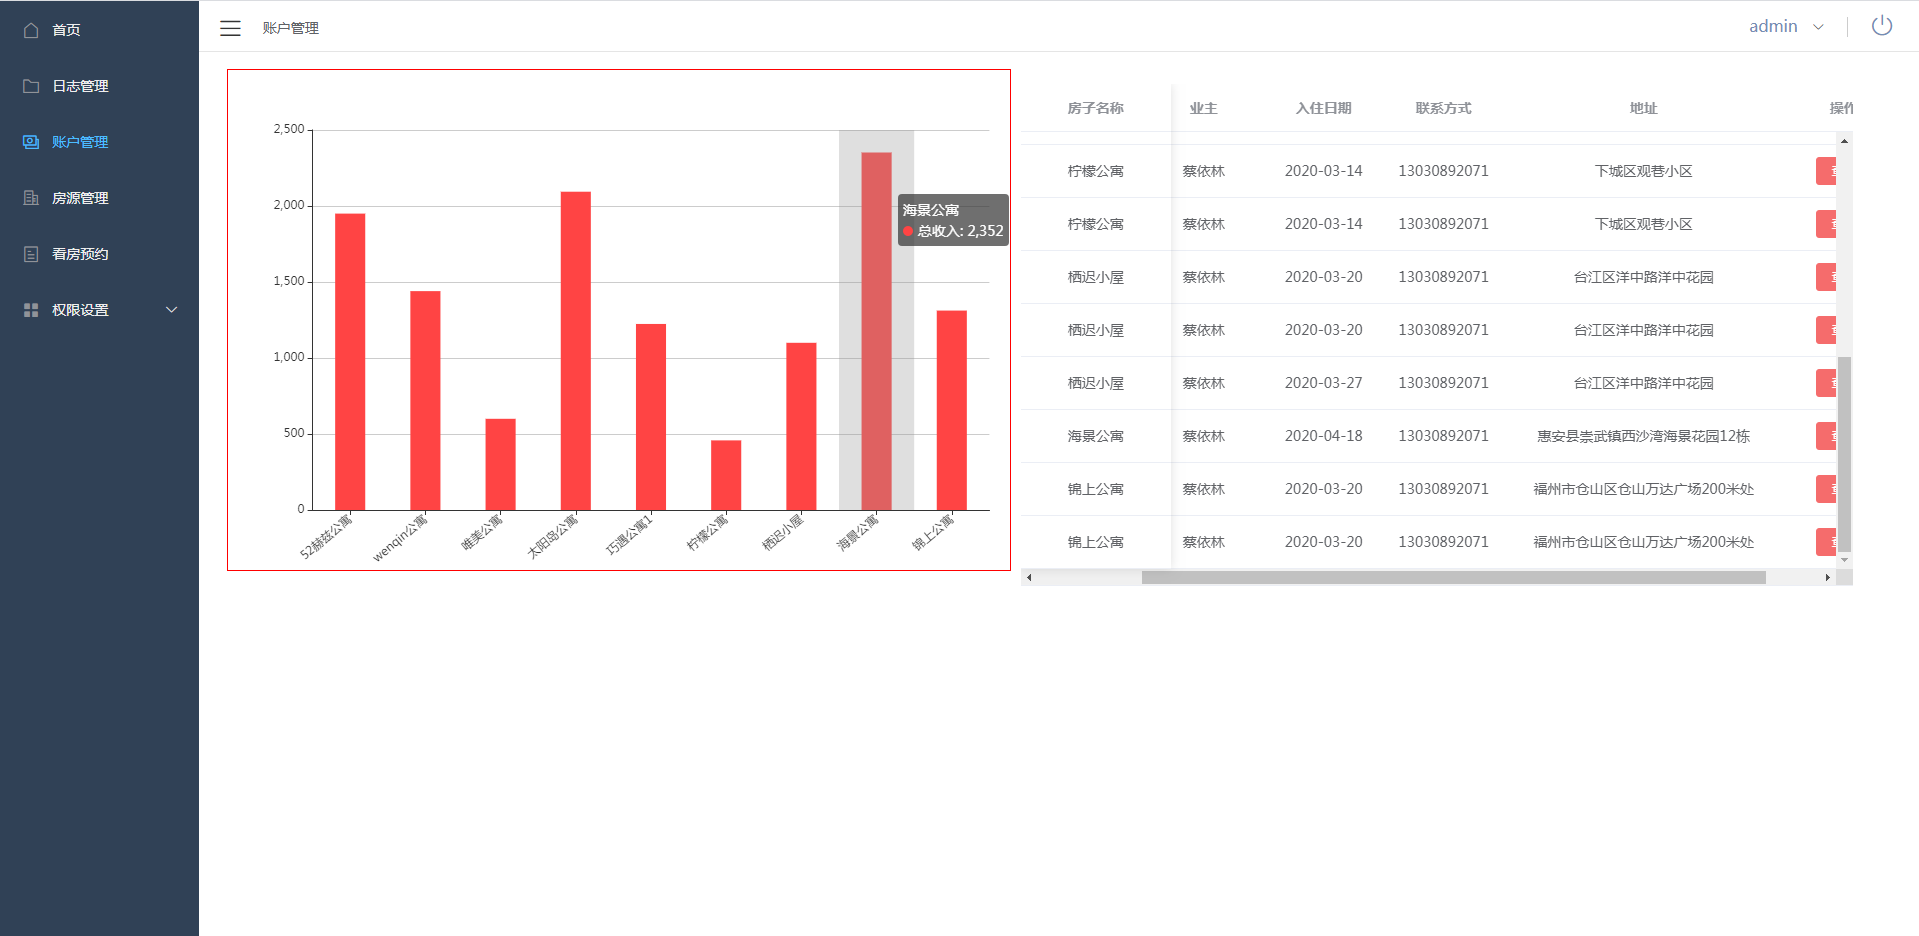 首页
日志管理
账户管理
房源管理
看房预约
权限设置
账户管理
admin
2,500
2,000
1,500
1,000
500
0
52赫兹公寓
wenqin公寓
唯美公寓
太阳岛公寓
巧遇公寓1
柠檬公寓
栖迟小屋
海景公寓
锦上公寓
海景公寓
总收入: 2,352
房子名称 业主 入住日期 联系方式 地址 操作
柠檬公寓 蔡依林 2020-03-14 13030892071 下城区观巷小区
柠檬公寓 蔡依林 2020-03-14 13030892071 下城区观巷小区
栖迟小屋 蔡依林 2020-03-20 13030892071 台江区洋中路洋中花园
栖迟小屋 蔡依林 2020-03-20 13030892071 台江区洋中路洋中花园
栖迟小屋 蔡依林 2020-03-27 13030892071 台江区洋中路洋中花园
海景公寓 蔡依林 2020-04-18 13030892071 惠安县崇武镇西沙湾海景花园12栋
锦上公寓 蔡依林 2020-03-20 13030892071 福州市仓山区仓山万达广场200米处
锦上公寓 蔡依林 2020-03-20 13030892071 福州市仓山区仓山万达广场200米处